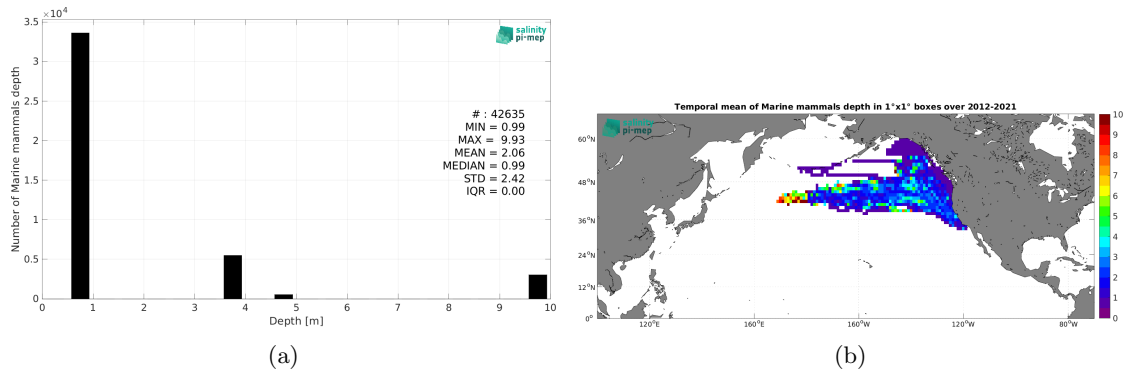 ×10^4
3.5
3
2.5
2
1.5
1
0.5
0
Number of Marine mammals depth
salinity
pi-mep
# : 42635
MIN = 0.99
MAX = 9.93
MEAN = 2.06
MEDIAN = 0.99
STD = 2.42
IQR = 0.00
0 1 2 3 4 5 6 7 8 9 10
Depth [m]
(a)
Temporal mean of Marine mammals depth in 1°x1° boxes over 2012-2021
salinity
pi-mep
60°N
48°N
36°N
24°N
12°N
0°
120°E 160°E 160°W 120°W 80°W
10
9
8
7
6
5
4
3
2
1
0
(b)